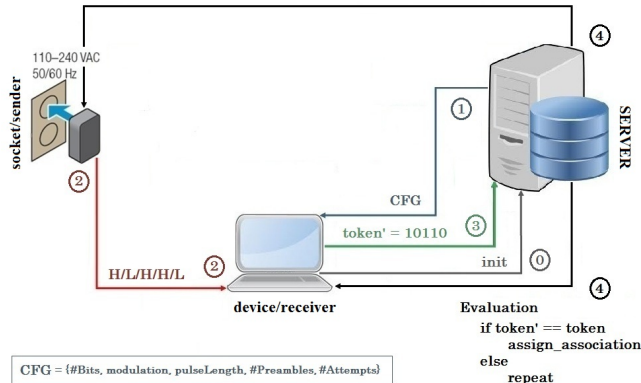 4
110–240 VAC
50/60 Hz
socket/sender
1
SERVER
2
CFG
3
token' = 10110
2
init
0
H/L/H/H/L
4
device/receiver
Evaluation
if token' == token
assign_association
else
repeat
CFG = {#Bits, modulation, pulseLength, #Preambles, #Attempts}